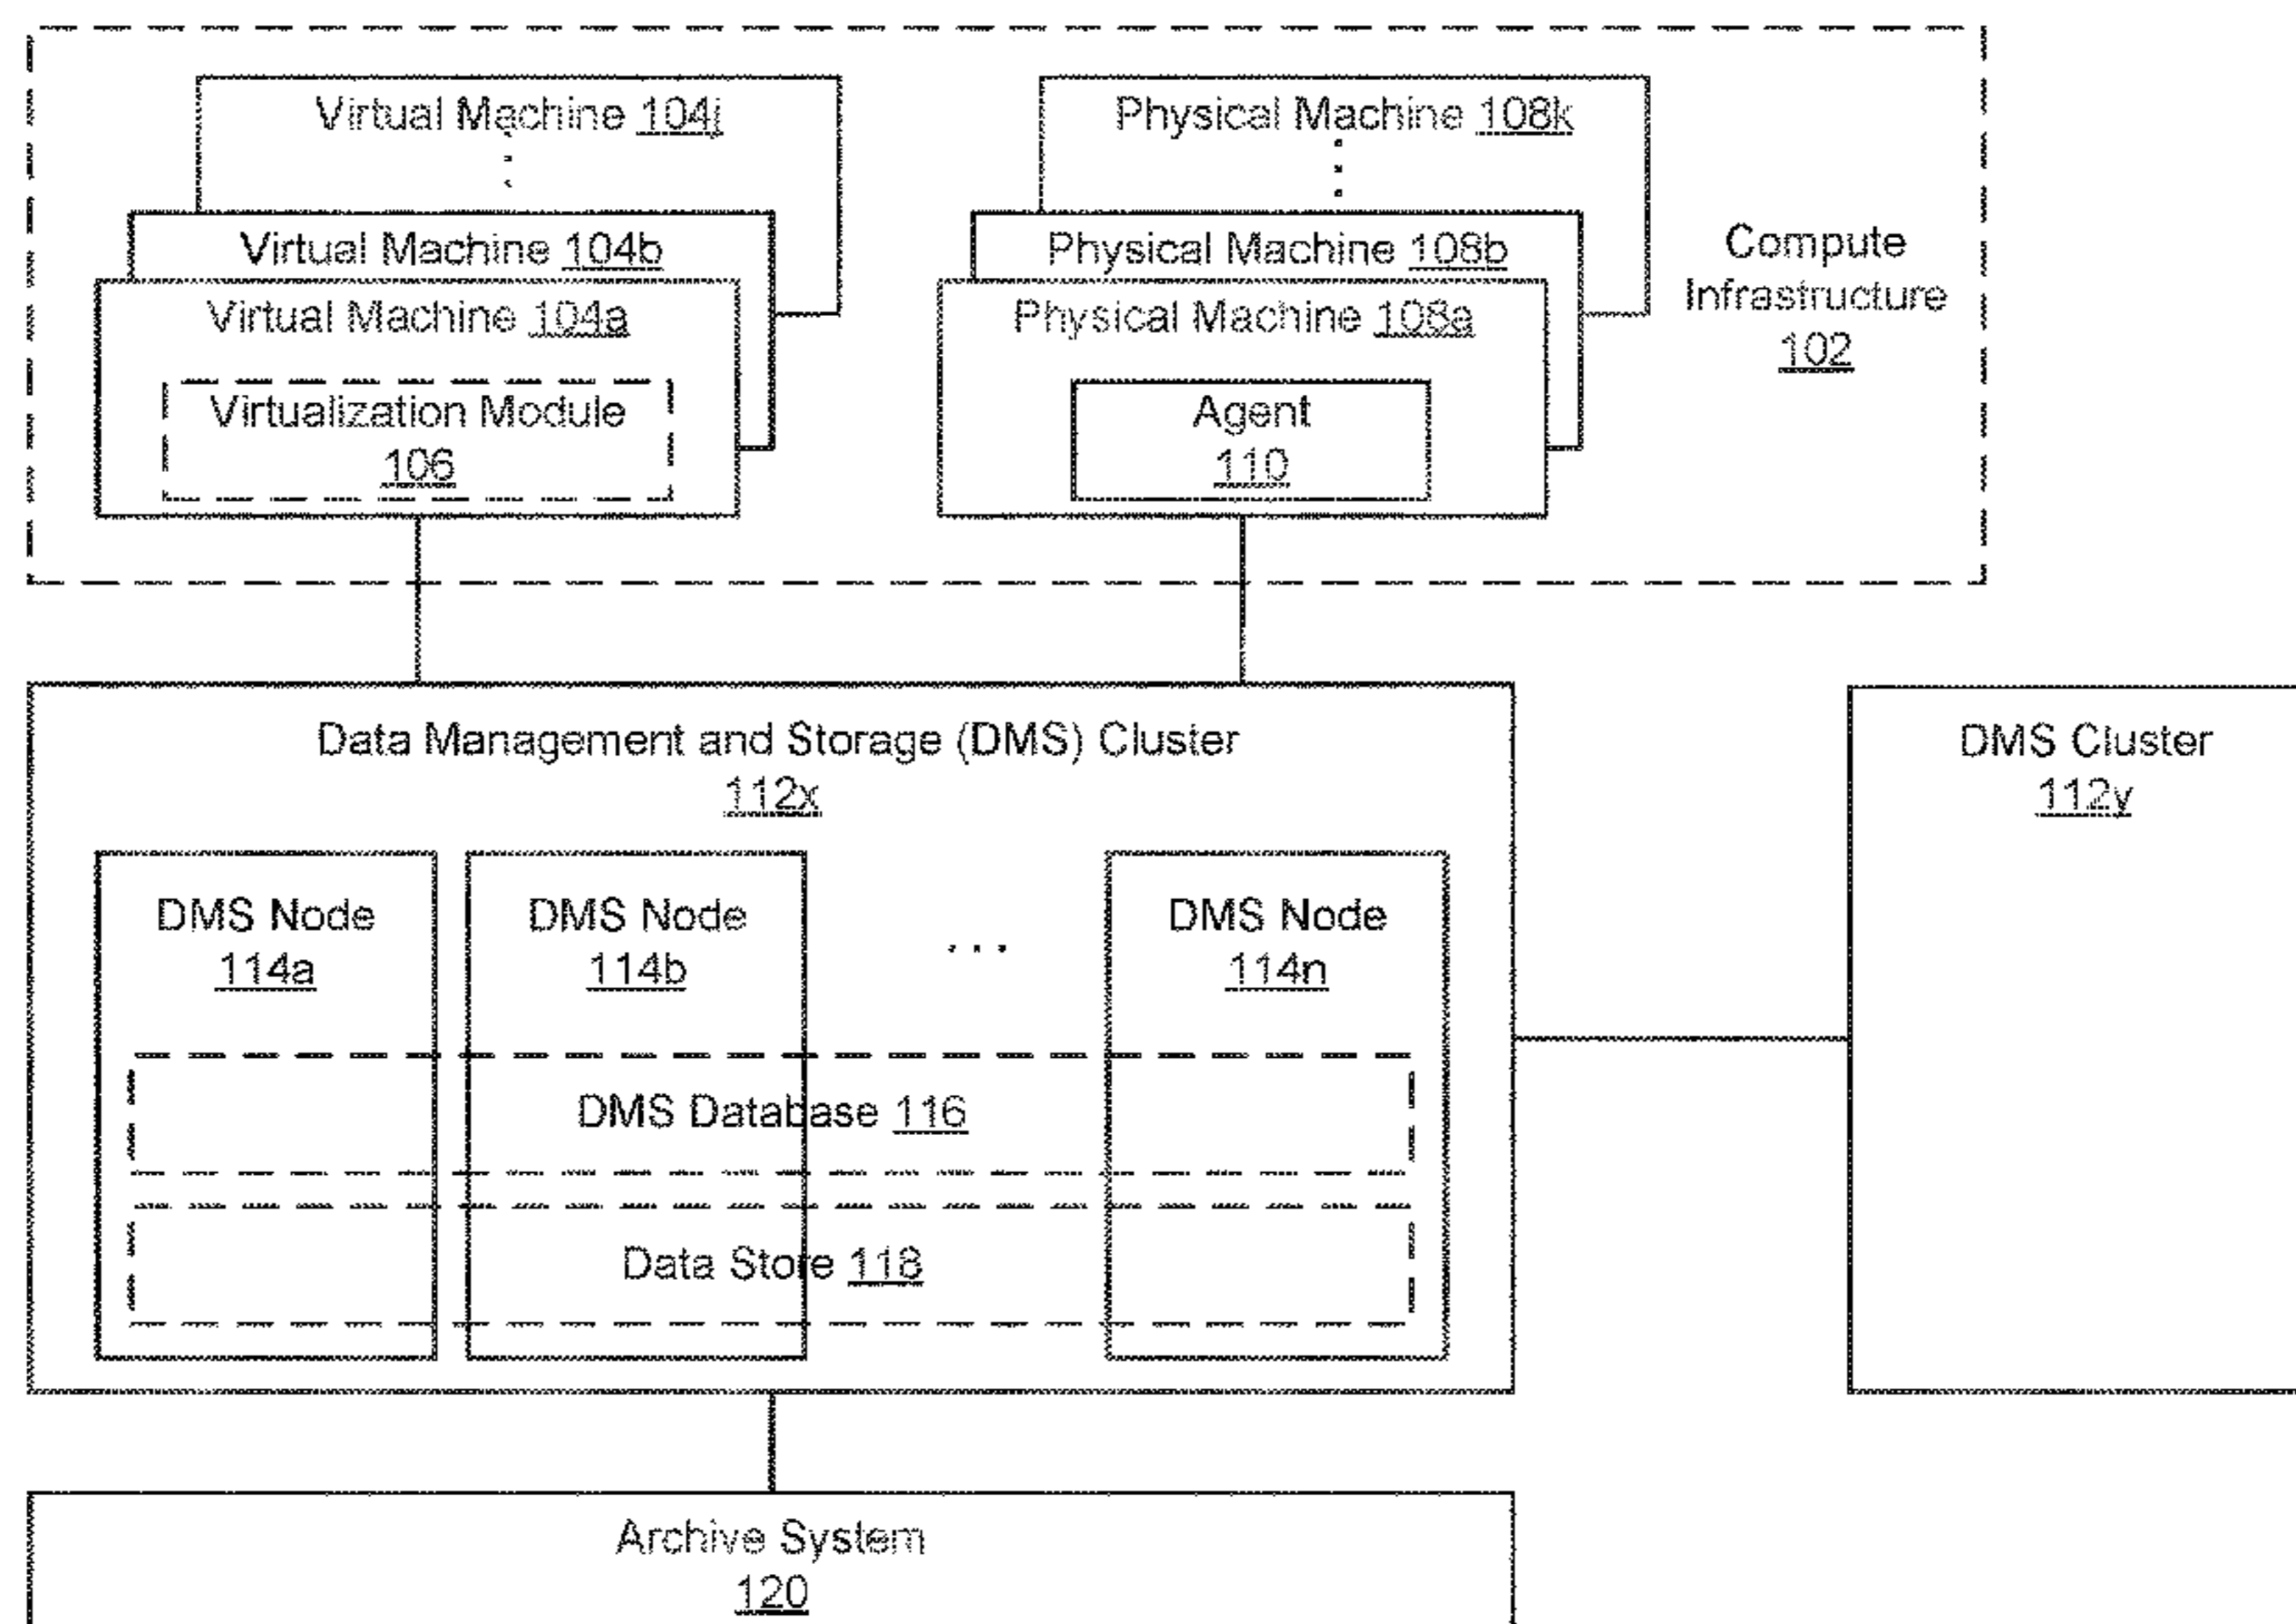 Virtual Machine 104j
Virtual Machine 104b
Virtual Machine 104a
Virtualization Module
106
Physical Machine 108k
Physical Machine 108b
Physical Machine 108a
Agent
110
Compute
Infrastructure
102
Data Management and Storage (DMS) Cluster
112x
DMS Node
114a
DMS Node
114b
...
DMS Node
114n
DMS Database 116
Data Store 118
DMS Cluster
112y
Archive System
120